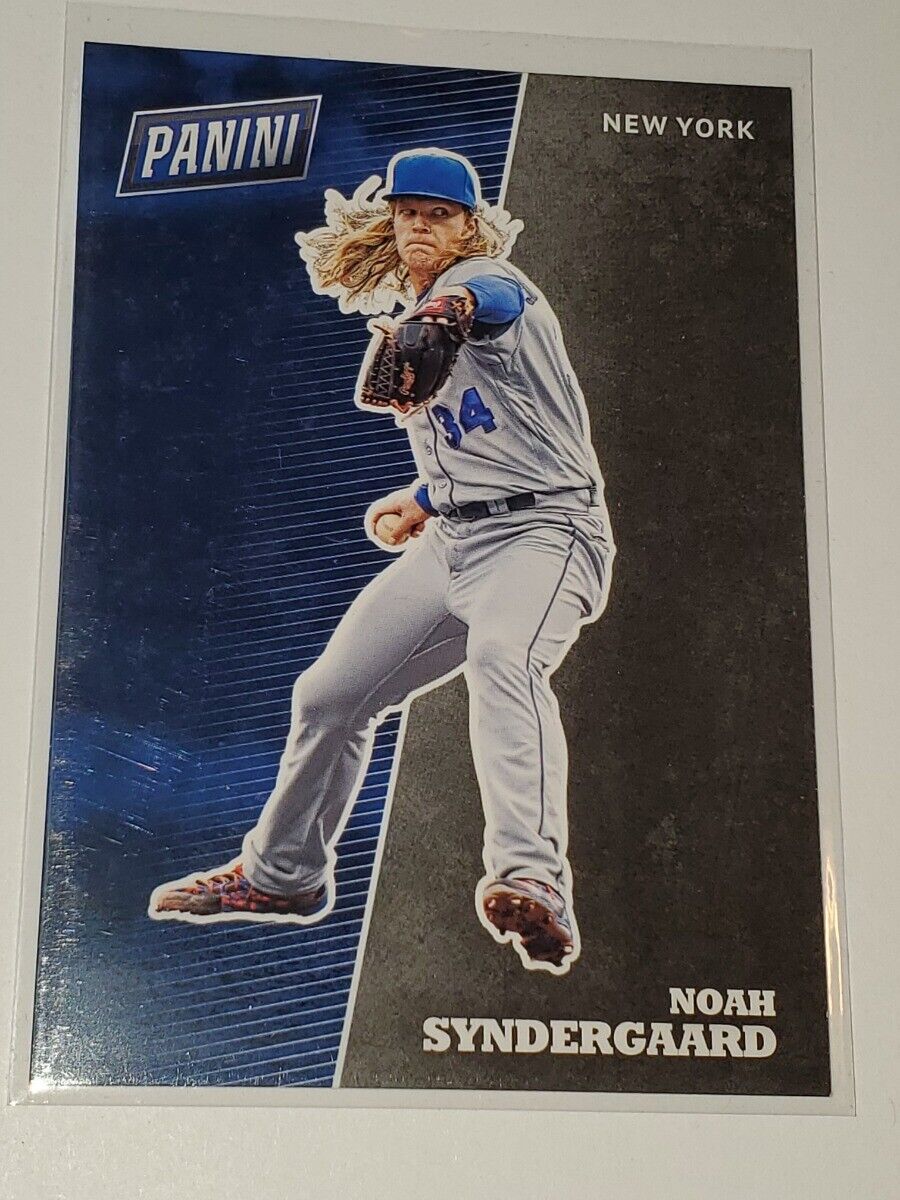 PANINI
NEW YORK
34
NOAH
SYNDERGAARD